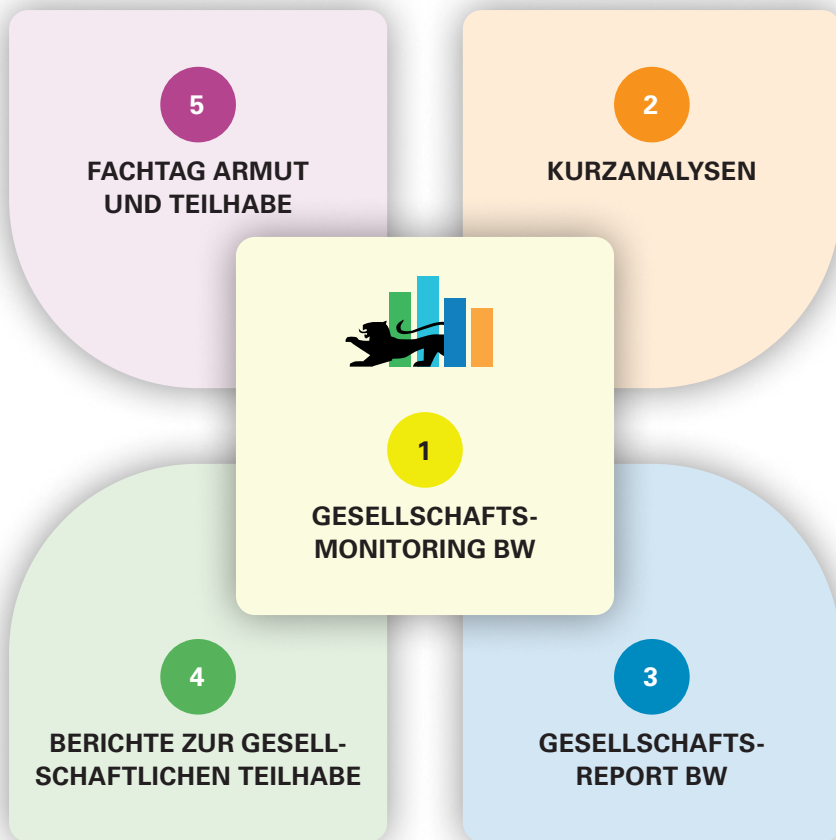 5
FACHTAG ARMUT
UND TEILHABE
2
KURZANALYSEN
1
GESELLSCHAFTS-
MONITORING BW
4
BERICHTE ZUR GESELL-
SCHAFTLICHEN TEILHABE
3
GESELLSCHAFTS-
REPORT BW